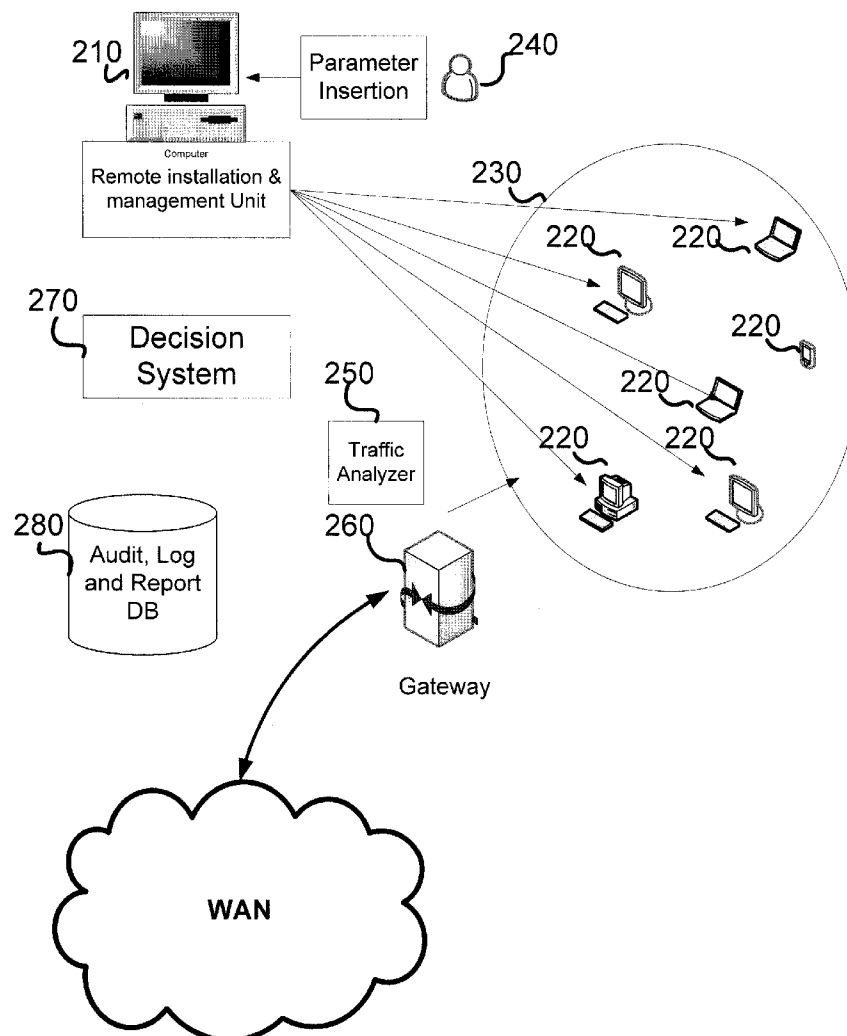 210
Parameter
Insertion
240
Computer
Remote installation &
management Unit
230
220
220
270
Decision
System
220
250
220
Traffic
Analyzer
220
220
280
Audit, Log
and Report
DB
260
Gateway
WAN